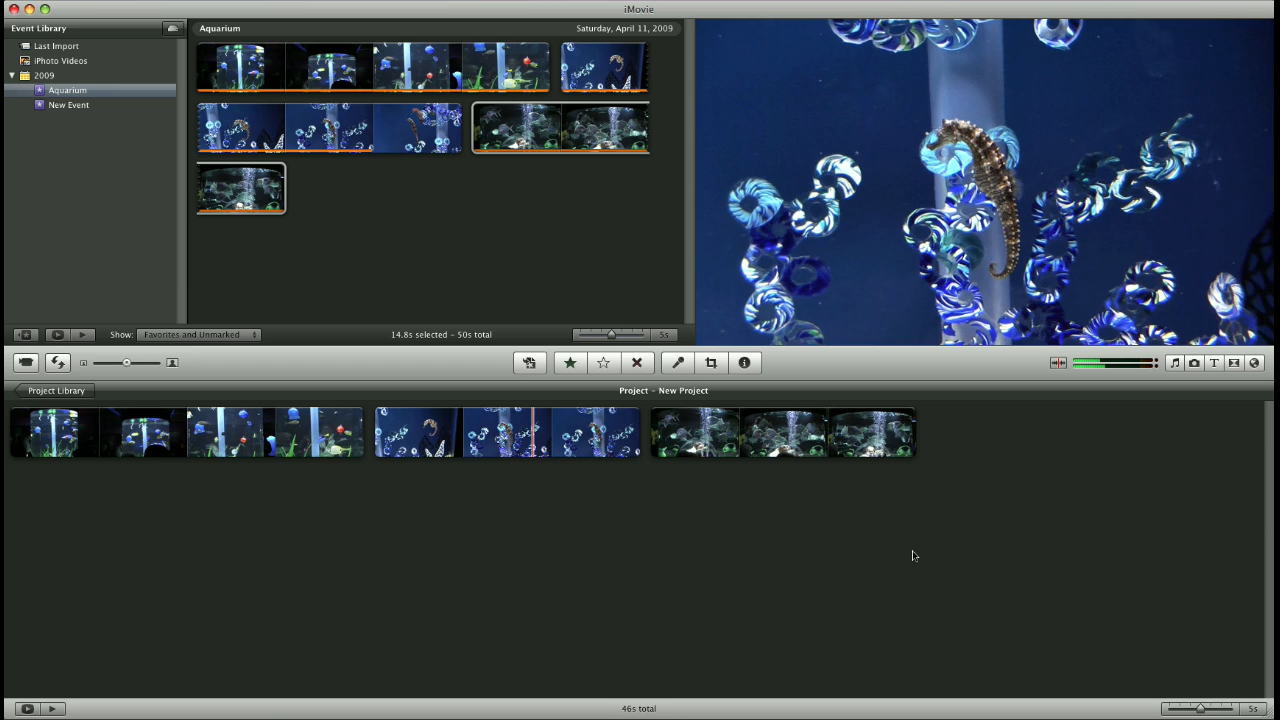 iMovie
Event Library
Aquarium
Saturday, April 11, 2009
Last Import
iPhoto Videos
2009
Aquarium
New Event
Show: Favorites and Unmarked
14.8s selected – 50s total
5s
Project Library
Project – New Project
T
46s total
5s